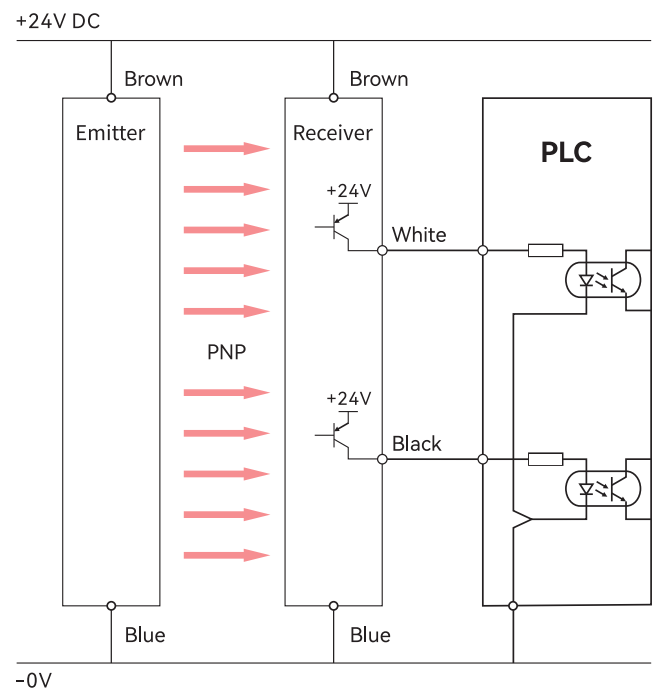 +24V DC
Brown
Brown
Emitter
Receiver
PLC
+24V
White
PNP
+24V
Black
Blue
Blue
-0V